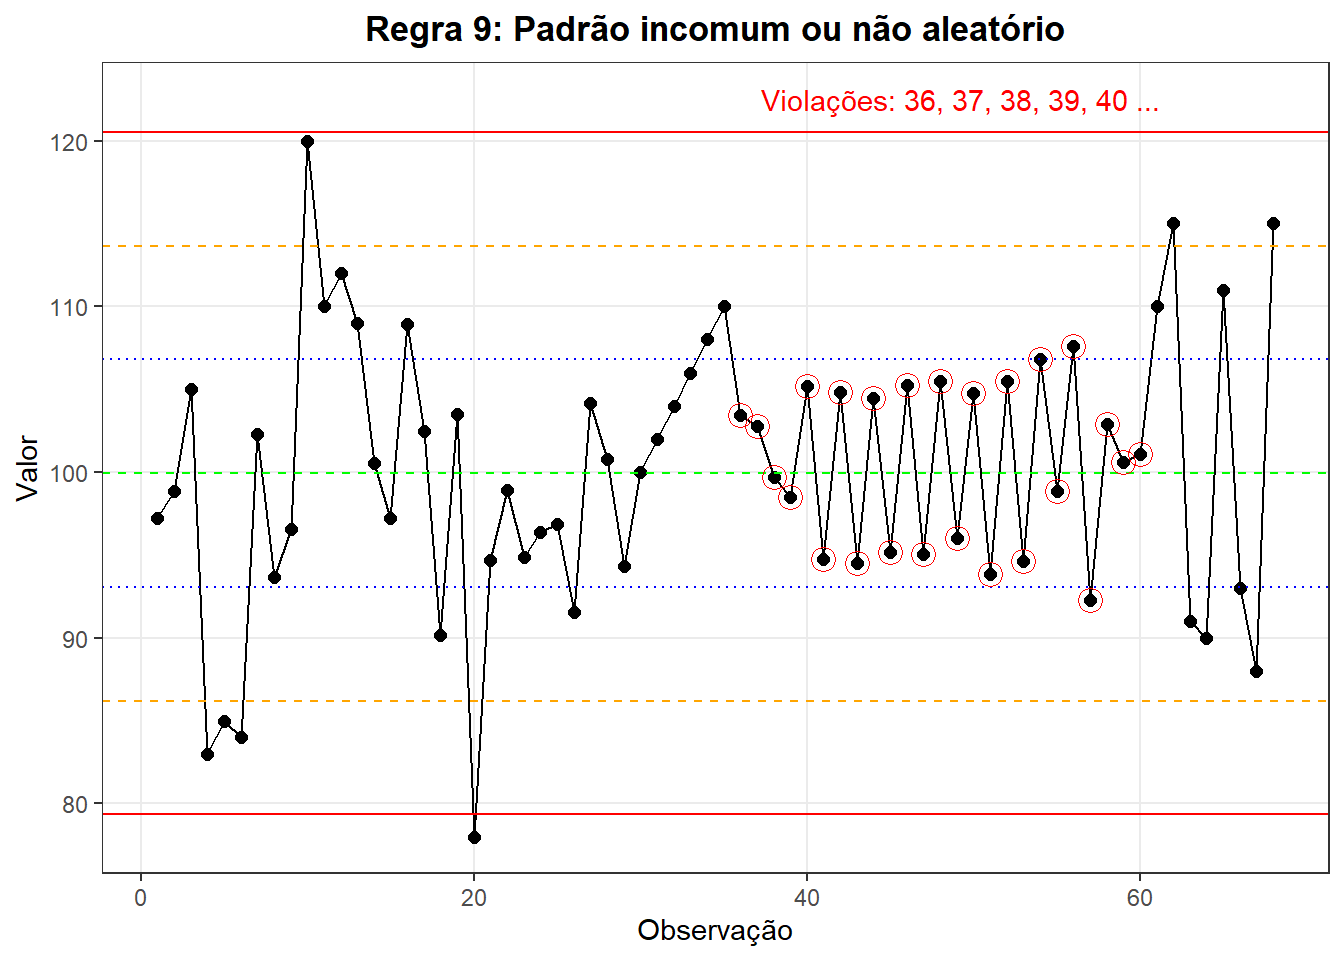 Regra 9: Padrão incomum ou não aleatório
Violações: 36, 37, 38, 39, 40 ...
120
110
100
90
80
Valor
0 20 40 60
Observação